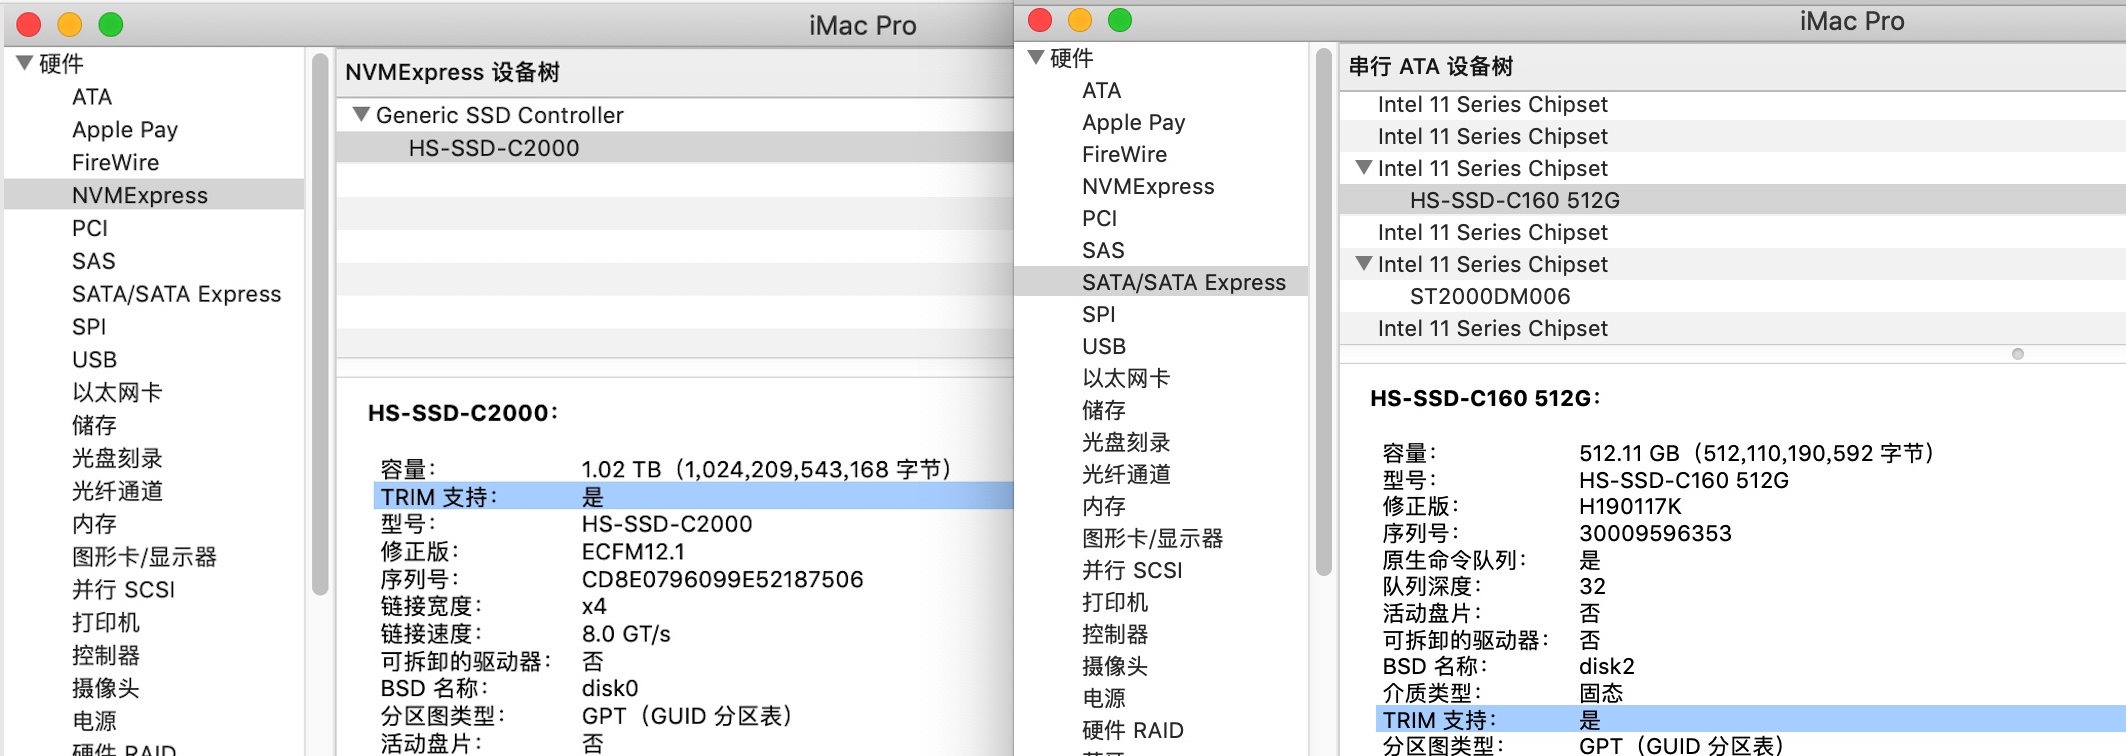 iMac Pro
硬件
ATA
Apple Pay
FireWire
NVMExpress
PCI
SAS
SATA/SATA Express
SPI
USB
以太网卡
储存
光盘刻录
光纤通道
内存
图形卡/显示器
并行 SCSI
打印机
控制器
摄像头
电源
硬件 RAID
NVMExpress 设备树
Generic SSD Controller
HS-SSD-C2000
HS-SSD-C2000：
容量： 1.02 TB（1,024,209,543,168 字节）
TRIM 支持： 是
型号： HS-SSD-C2000
修正版： ECFM12.1
序列号： CD8E0796099E52187506
链接宽度： x4
链接速度： 8.0 GT/s
可拆卸的驱动器： 否
BSD 名称： disk0
分区图类型： GPT（GUID 分区表）
活动盘片： 否
iMac Pro
硬件
ATA
Apple Pay
FireWire
NVMExpress
PCI
SAS
SATA/SATA Express
SPI
USB
以太网卡
储存
光盘刻录
光纤通道
内存
图形卡/显示器
并行 SCSI
打印机
控制器
摄像头
电源
硬件 RAID
串行 ATA 设备树
Intel 11 Series Chipset
Intel 11 Series Chipset
Intel 11 Series Chipset
HS-SSD-C160 512G
Intel 11 Series Chipset
Intel 11 Series Chipset
ST2000DM006
Intel 11 Series Chipset
HS-SSD-C160 512G：
容量： 512.11 GB（512,110,190,592 字节）
型号： HS-SSD-C160 512G
修正版： H190117K
序列号： 30009596353
原生命令队列： 是
队列深度： 32
活动盘片： 否
可拆卸的驱动器： 否
BSD 名称： disk2
介质类型： 固态
TRIM 支持： 是
分区图类型： GPT（GUID 分区表）